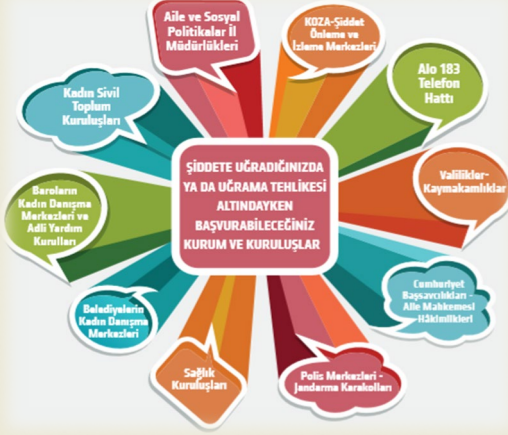 Aile ve Sosyal
Politikalar İl
Müdürlükleri
KOZA-Şiddet
Önleme ve
İzleme Merkezleri
Alo 183
Telefon
Hattı
Kadın Sivil
Toplum
Kuruluşları
ŞİDDETE UĞRADIĞINIZDA
YA DA UĞRAMA TEHLİKESİ
ALTINDAYKEN
BAŞVURABİLECEĞİNİZ
KURUM VE KURULUŞLAR
Valilikler-
Kaymakamlıklar
Baroların
Kadın Danışma
Merkezleri ve
Adli Yardım
Kurulları
Cumhuriyet
Başsavcılıkları -
Aile Mahkemesi
Hâkimlikleri
Belediyelerin
Kadın Danışma
Merkezleri
Sağlık
Kuruluşları
Polis Merkezleri -
Jandarma Karakolları